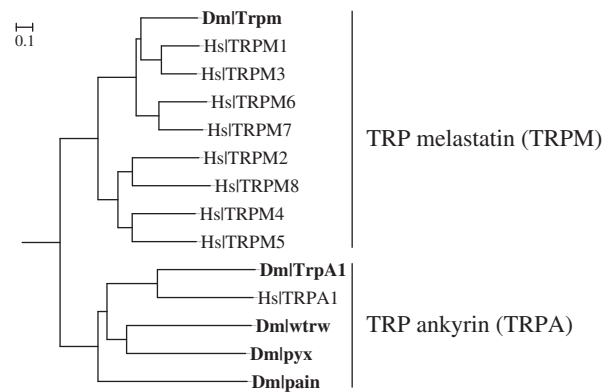 Dm|Trpm
0.1
Hs|TRPM1
Hs|TRPM3
Hs|TRPM6
Hs|TRPM7
TRP melastatin (TRPM)
Hs|TRPM2
Hs|TRPM8
Hs|TRPM4
Hs|TRPM5
Dm|TrpA1
Hs|TRPA1
Dm|wtrw
TRP ankyrin (TRPA)
Dm|pyx
Dm|pain